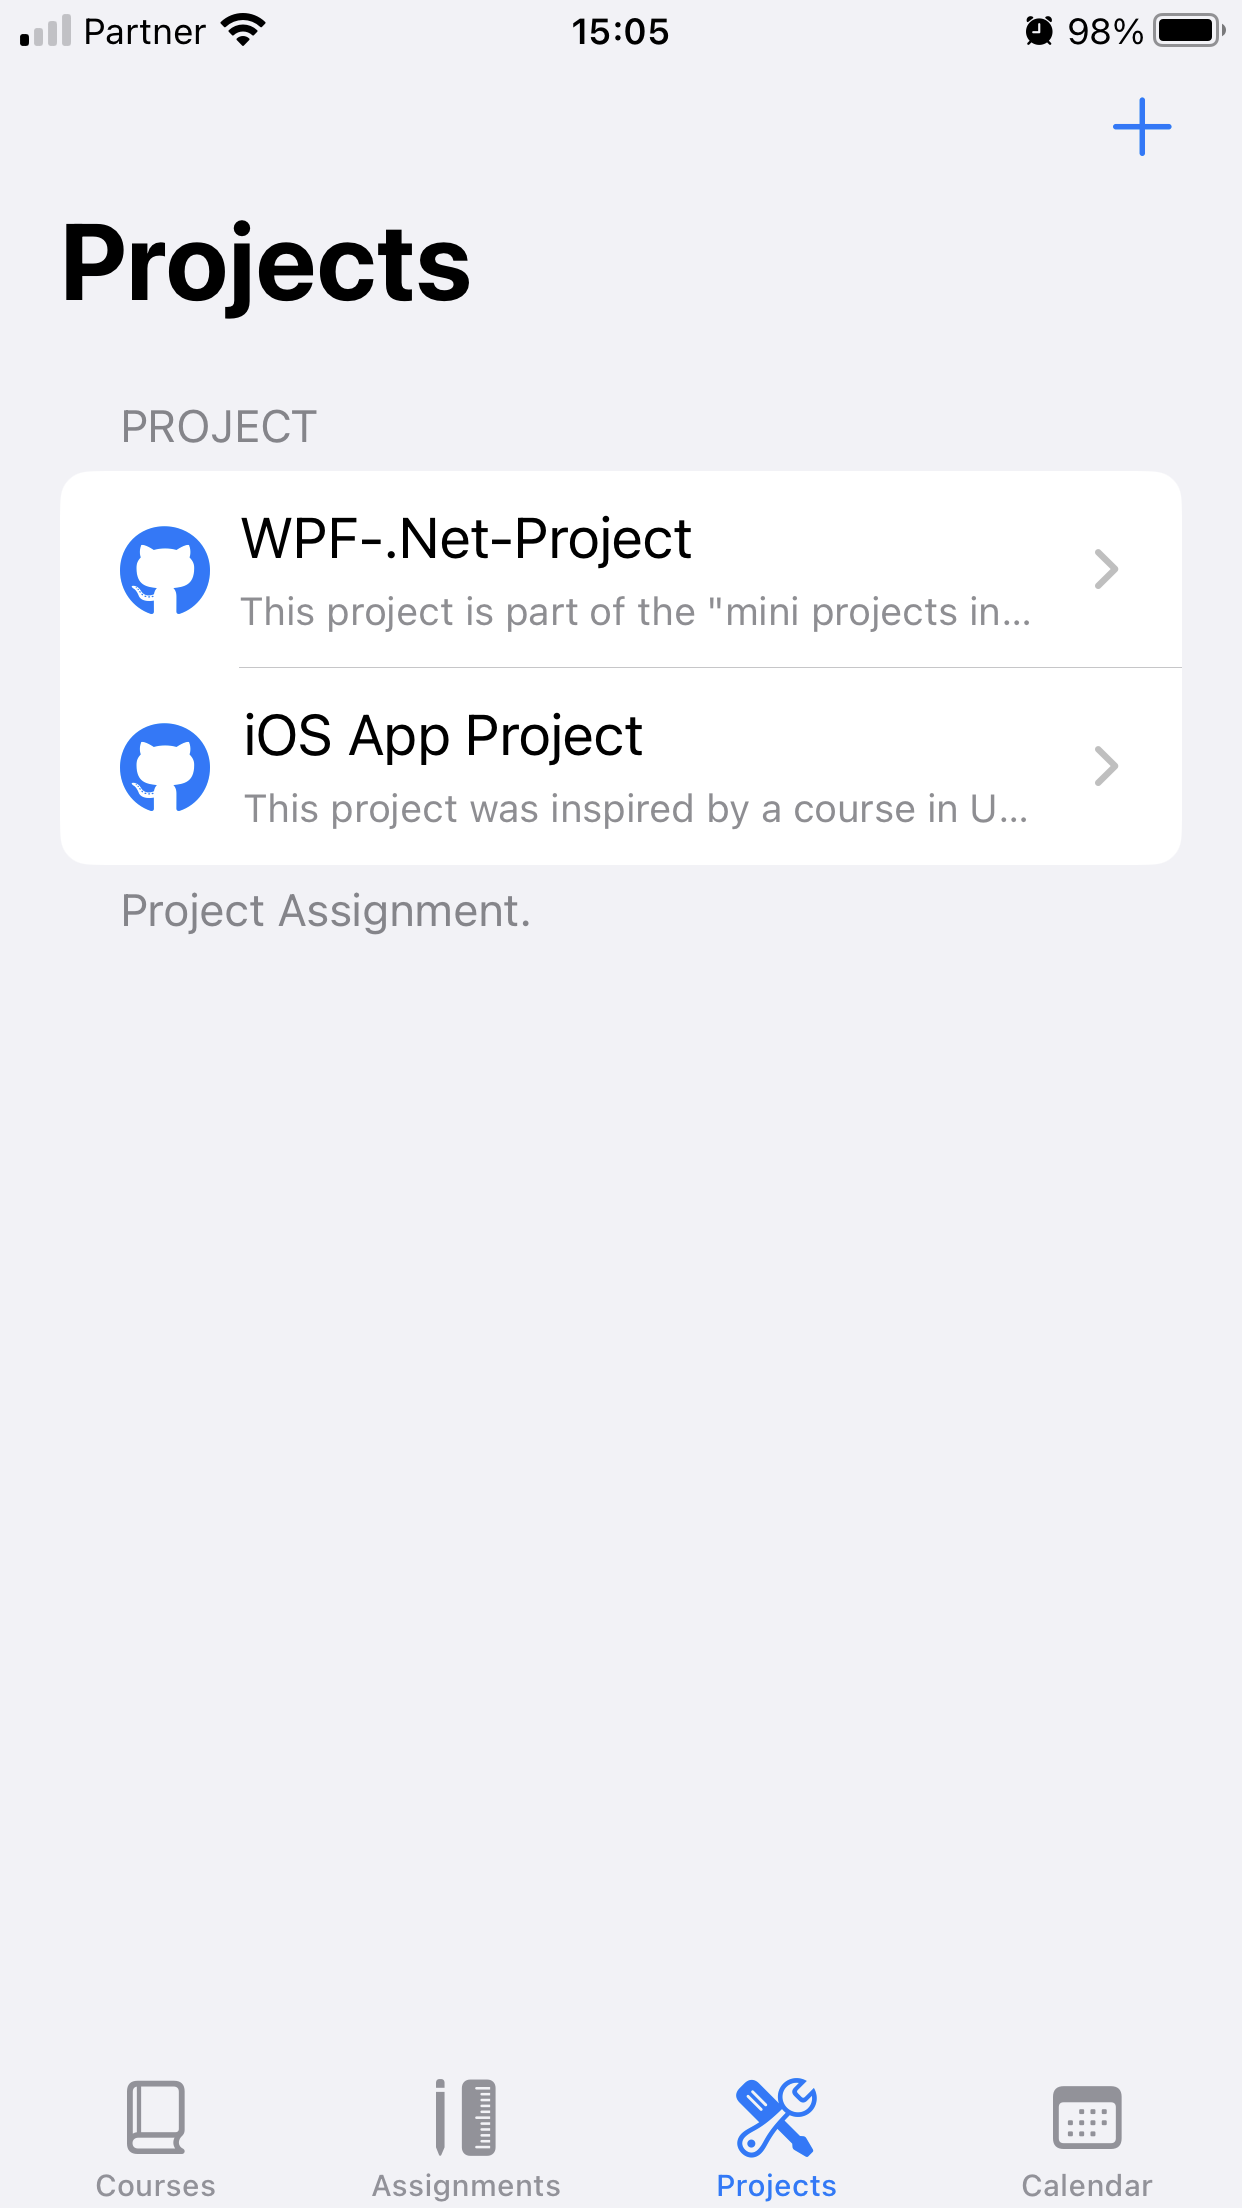 Partner 15:05 98%
Projects
PROJECT
WPF-.Net-Project
This project is part of the "mini projects in...
iOS App Project
This project was inspired by a course in U...
Project Assignment.
Courses Assignments Projects Calendar